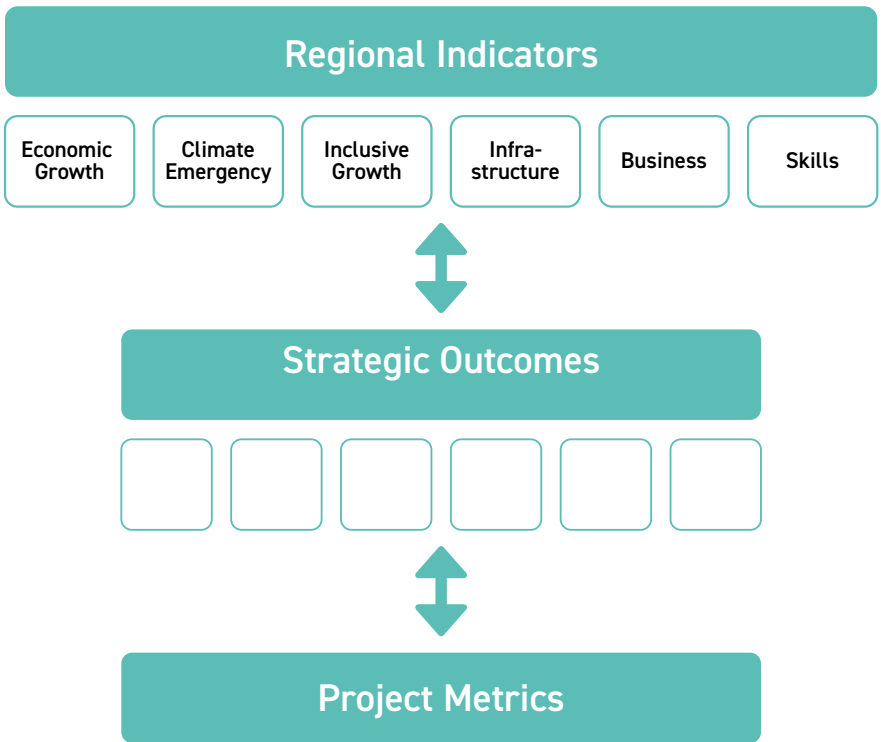 Regional Indicators
Economic
Growth
Climate
Emergency
Inclusive
Growth
Infra-
structure
Business
Skills
Strategic Outcomes
Project Metrics